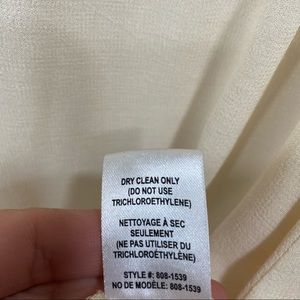 DRY CLEAN ONLY
(DO NOT USE
TRICHLOROETHYLENE)
NETTOYAGE À SEC
SEULEMENT
(NE PAS UTILISER DU
TRICHLOROÉTHYLÈNE)
STYLE #: 808-1539
NO DE MODÈLE: 808-1539